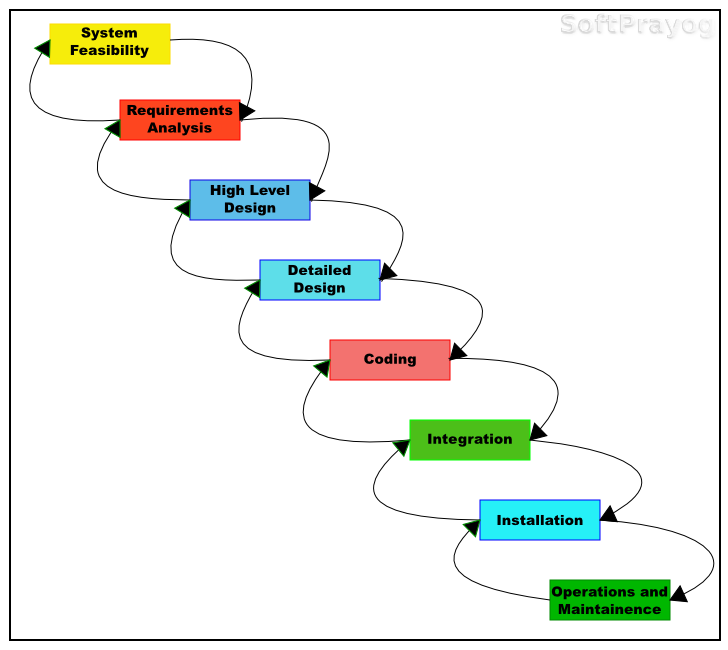 SoftPrayog
System
Feasibility
Requirements
Analysis
High Level
Design
Detailed
Design
Coding
Integration
Installation
Operations and
Maintainence